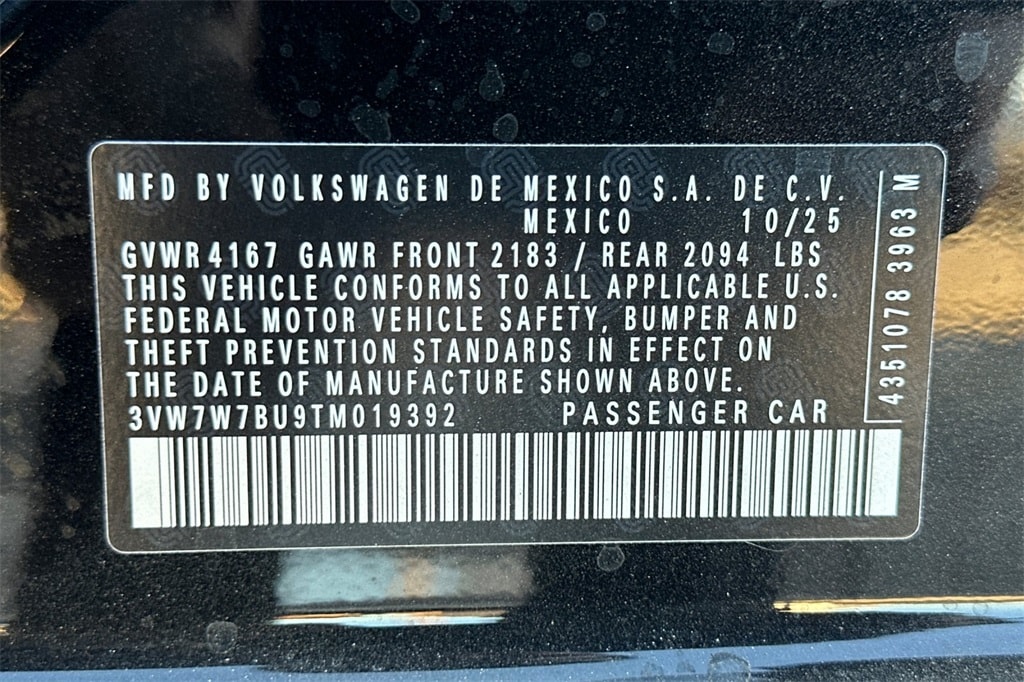 MFD BY VOLKSWAGEN DE MEXICO S.A. DE C.V.
MEXICO 10/25
GVWR 4167 GAWR FRONT 2183 / REAR 2094 LBS
THIS VEHICLE CONFORMS TO ALL APPLICABLE U.S.
FEDERAL MOTOR VEHICLE SAFETY, BUMPER AND
THEFT PREVENTION STANDARDS IN EFFECT ON
THE DATE OF MANUFACTURE SHOWN ABOVE.
3VW7W7BU9TM019392 PASSENGER CAR
4351078 3963 M